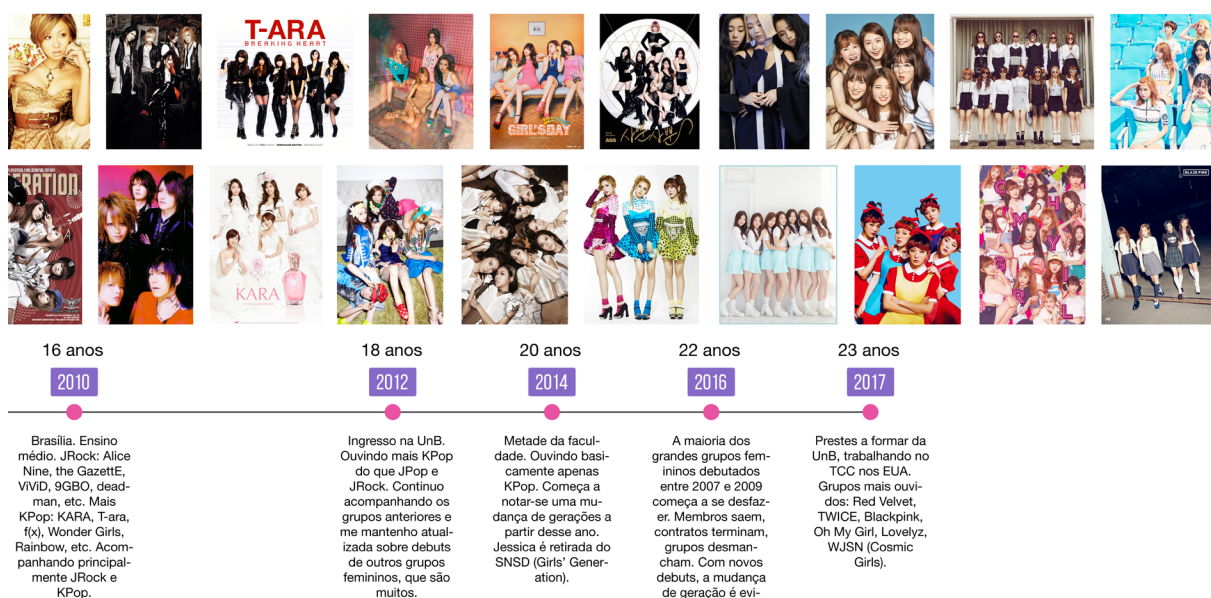 T-ARA
BREAKING HEART
GIRL'S DAY
AOA
ERATION
KARA
BLACKPINK
16 anos
18 anos
20 anos
22 anos
23 anos
2010
2012
2014
2016
2017
Brasília. Ensino
médio. JRock: Alice
Nine, the GazettE,
ViViD, 9GBO, dead-
man, etc. Mais
KPop: KARA, T-ara,
f(x), Wonder Girls,
Rainbow, etc. Acom-
panhando principal-
mente JRock e
KPop.
Ingresso na UnB.
Ouvindo mais KPop
do que JPop e
JRock. Continuo
acompanhando os
grupos anteriores e
me mantenho atual-
izada sobre debuts
de outros grupos
femininos, que são
muitos.
Metade da facul-
dade. Ouvindo basi-
camente apenas
KPop. Começa a
notar-se uma mu-
dança de gerações a
partir desse ano.
Jessica é retirada do
SNSD (Girls' Gener-
ation).
A maioria dos
grandes grupos fem-
ininos debutados
entre 2007 e 2009
começa a se desfaz-
er. Membros saem,
contratos terminam,
grupos desman-
cham. Com novos
debuts, a mudança
de geração é evi-
Prestes a formar da
UnB, trabalhando no
TCC nos EUA.
Grupos mais ouvi-
dos: Red Velvet,
TWICE, Blackpink,
Oh My Girl, Lovelyz,
WJSN (Cosmic
Girls).